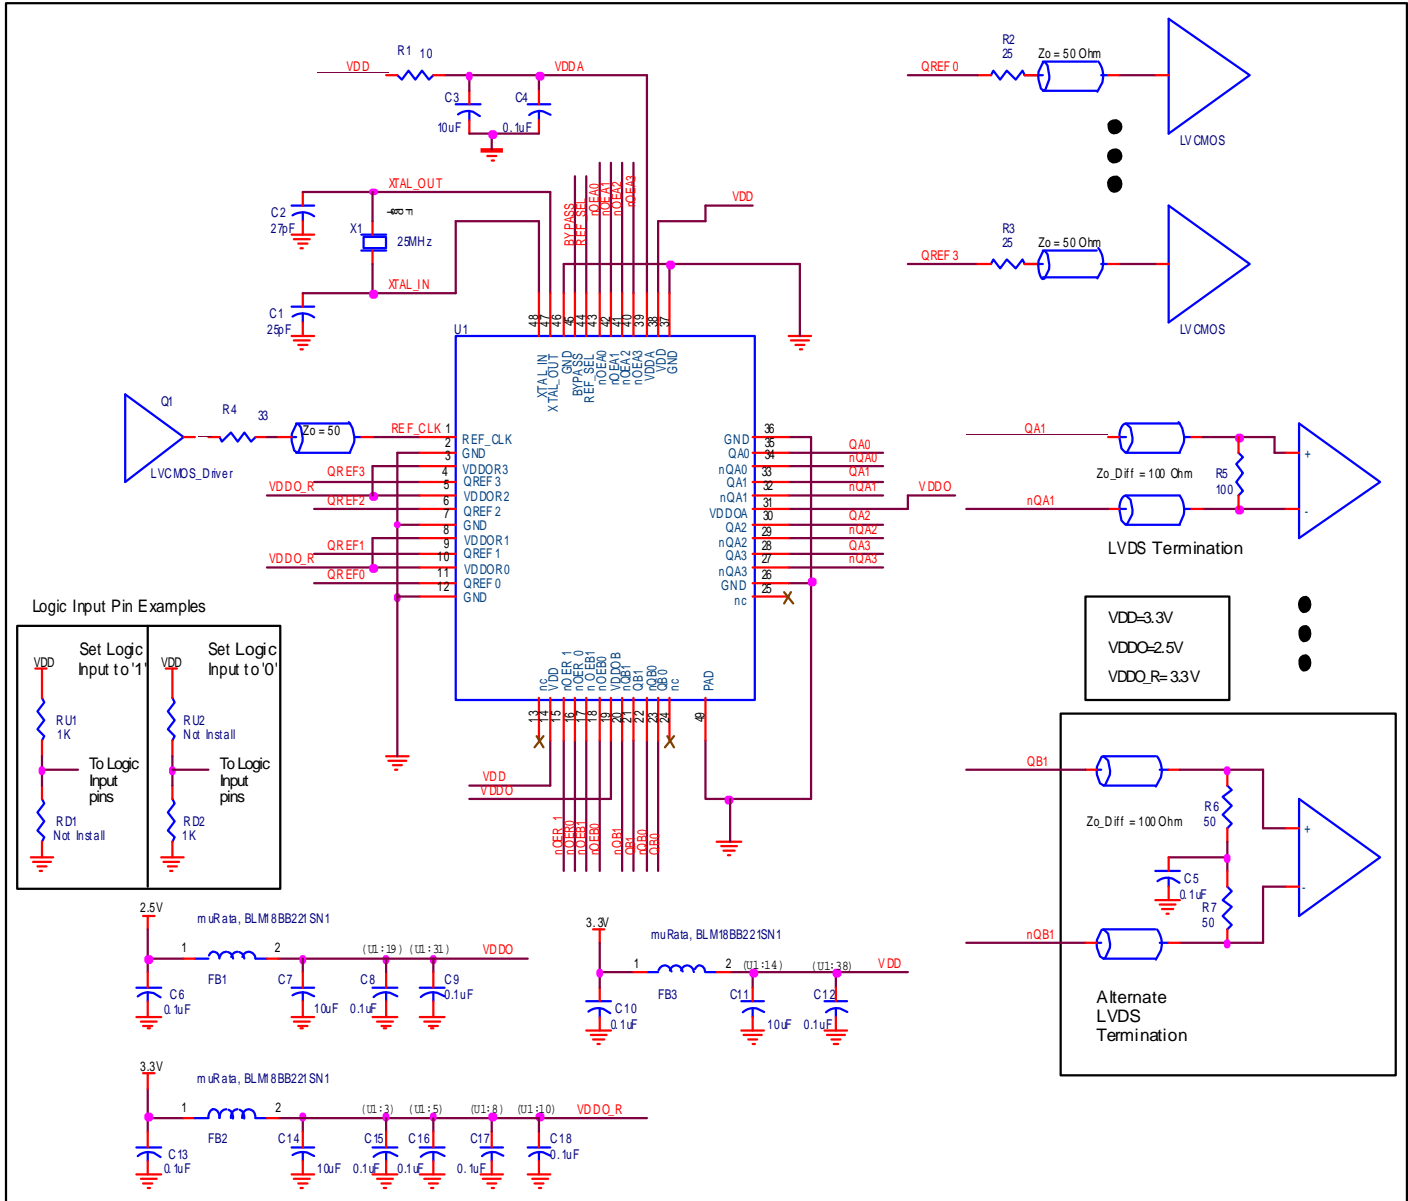 R1 10
VDD
VDDA
C3
10uF
C4
0.1uF
XTAL_OUT
C2
27pF
X1
25MHz
XTAL_IN
C1
25pF
BYPASS
REF_SEL
nOEA0
nOEA1
nOEA2
nOEA3
VDD
QREF0
R2
25
Zo = 50 Ohm
LVCMOS
QREF3
R3
25
Zo = 50 Ohm
LVCMOS
U1
48 47 46 45 44 43 42 41 40 39 38 37
XTAL_IN
XTAL_OUT
GND
BYPASS
REF_SEL
nOEA0
nOEA1
nOEA2
nOEA3
VDDA
VDD
GND
Q1
LVCMOS_Driver
R4 33
Zo = 50
REF_CLK
QREF3
VDDO_R
QREF2
QREF1
VDDO_R
QREF0
1 REF_CLK
2 GND
3 VDDOR3
4 QREF3
5 VDDOR2
6 QREF2
7 GND
8 VDDOR1
9 QREF1
10 VDDOR0
11 QREF0
12 GND
GND 36
QA0 35
nQA0 34
QA1 33
nQA1 32
VDDOA 31
QA2 30
nQA2 29
QA3 28
nQA3 27
GND 26
nc 25
QA0
nQA0
QA1
nQA1
VDDO
QA2
nQA2
QA3
nQA3
QA1
nQA1
Zo_Diff = 100 Ohm
R5
100
+
-
LVDS Termination
VDD=3.3V
VDDO=2.5V
VDDO_R= 3.3V
Logic Input Pin Examples
Set Logic
Input to '1'
VDD
RU1
1K
To Logic
Input
pins
RD1
Not Install
Set Logic
Input to '0'
VDD
RU2
Not Install
To Logic
Input
pins
RD2
1K
nc
VDD
nOER_1
nOER_0
nOEB1
nOEB0
VDDOB
nQB1
QB1
nQB0
QB0
nc
PAD
13 14 15 16 17 18 19 20 21 22 23 24 49
VDD
VDDO
nOER_1
nOER0
nOEB1
nOEB0
nQB1
QB1
nQB0
QB0
QB1
nQB1
Zo_Diff = 100 Ohm
R6
50
C5
0.1uF
R7
50
+
-
Alternate
LVDS
Termination
2.5V
muRata, BLM18BB221SN1
1 2
FB1
(U1:19) (U1:31)
VDDO
C6
0.1uF
C7
10uF
C8
0.1uF
C9
0.1uF
3.3V
muRata, BLM18BB221SN1
1 2
FB3
(U1:14) (U1:38)
VDD
C10
0.1uF
C11
10uF
C12
0.1uF
3.3V
muRata, BLM18BB221SN1
1 2
FB2
(U1:3) (U1:5) (U1:8) (U1:10)
VDDO_R
C13
0.1uF
C14
10uF
C15
0.1uF
C16
0.1uF
C17
0.1uF
C18
0.1uF